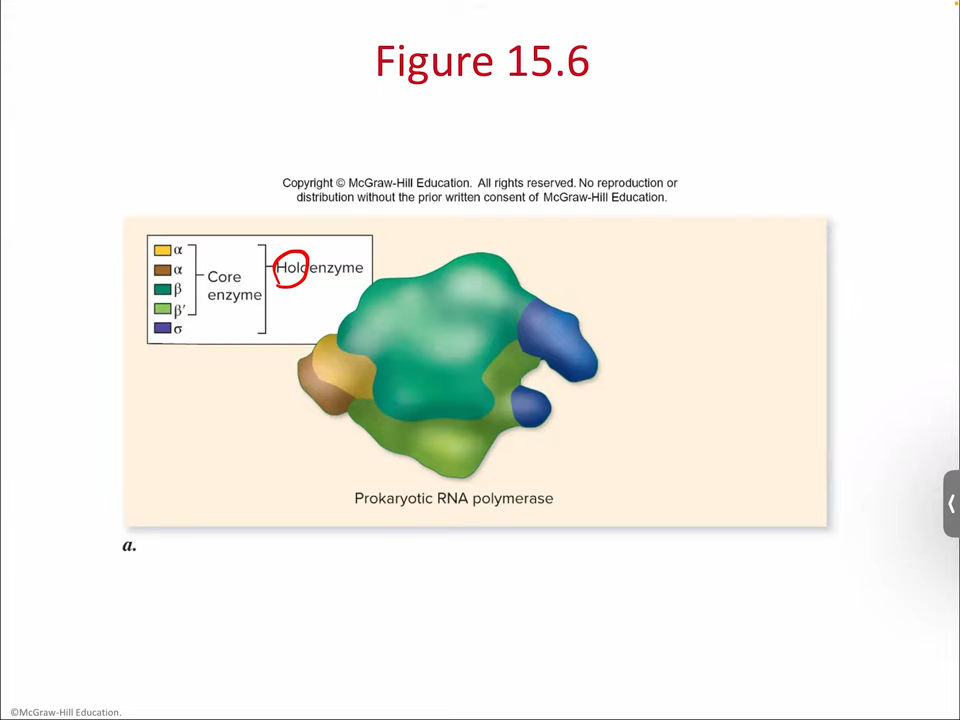 Figure 15.6
Copyright © McGraw-Hill Education. All rights reserved. No reproduction or
distribution without the prior written consent of McGraw-Hill Education.
α
α
β
β′
σ
Core
enzyme
Holoenzyme
Prokaryotic RNA polymerase
a.
©McGraw-Hill Education.